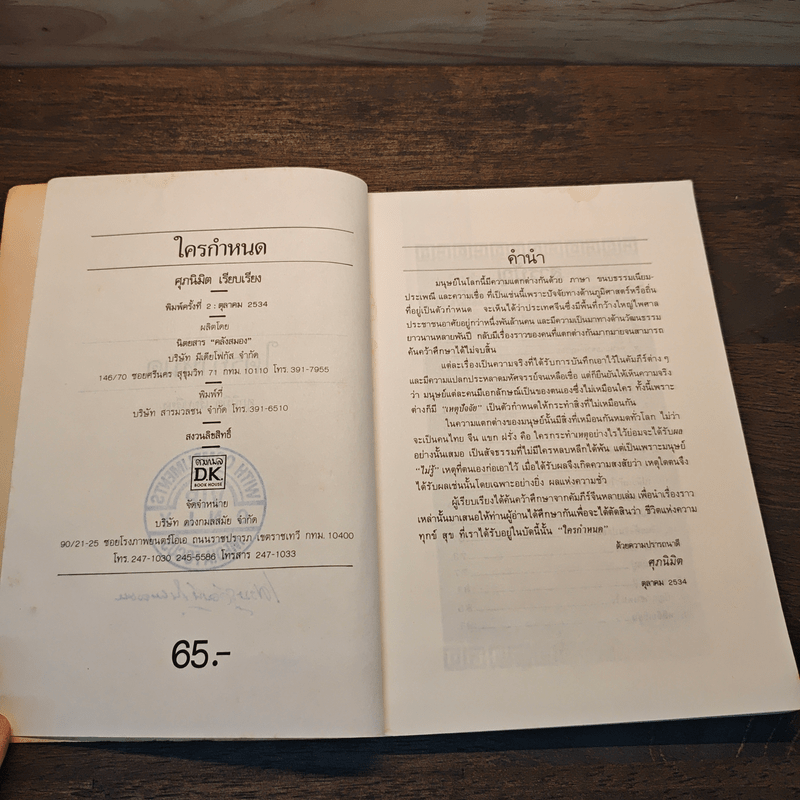 ใครกำหนด
ศุภนิมิต เรียบเรียง
พิมพ์ครั้งที่ 2 : ตุลาคม 2534
ผลิตโดย
นิตยสาร "คลังสมอง"
บริษัท มีเดียโฟกัส จำกัด
146/70 ซอยศรีนคร สุขุมวิท 71 กทม. 10110 โทร. 391-7955
พิมพ์ที่
บริษัท สารมวลชน จำกัด โทร. 391-6510
สงวนลิขสิทธิ์
ดวงกมล
D.K.
BOOK HOUSE
จัดจำหน่าย
บริษัท ดวงกมลสมัย จำกัด
90/21-25 ซอยโรงภาพยนตร์โอเอ ถนนราชปรารภ เขตราชเทวี กทม. 10400
โทร. 247-1030 245-5586 โทรสาร 247-1033
65.-
คำนำ
มนุษย์ในโลกนี้มีความแตกต่างกันด้วย ภาษา ขนบธรรมเนียม-
ประเพณี และความเชื่อ ที่เป็นเช่นนี้เพราะปัจจัยทางด้านภูมิศาสตร์หรือถิ่น
ที่อยู่เป็นตัวกำหนด จะเห็นได้ว่าประเทศจีนซึ่งมีพื้นที่กว้างใหญ่ไพศาล
ประชาชนอาศัยอยู่กว่าหนึ่งพันล้านคน และมีความเป็นมาทางด้านวัฒนธรรม
ยาวนานหลายพันปี กลับมีเรื่องราวของคนที่แตกต่างกันมากมายจนสามารถ
ค้นคว้าศึกษาได้ไม่จบสิ้น
แต่ละเรื่องเป็นความจริงที่ได้รับการบันทึกเอาไว้ในคัมภีร์ต่าง ๆ
และมีความแปลกประหลาดมหัศจรรย์จนเหลือเชื่อ แต่ก็ยืนยันให้เห็นความจริง
ว่า มนุษย์แต่ละคนมีเอกลักษณ์เป็นของตนเองซึ่งไม่เหมือนใคร ทั้งนี้เพราะ
ต่างก็มี "เหตุปัจจัย" เป็นตัวกำหนดให้กระทำสิ่งที่ไม่เหมือนกัน
ในความแตกต่างของมนุษย์นั้นมีสิ่งที่เหมือนกันหมดทั่วโลก ไม่ว่า
จะเป็นคนไทย จีน แขก ฝรั่ง คือ ใครกระทำเหตุอย่างไรไว้ย่อมจะได้รับผล
อย่างนั้นเสมอ เป็นสัจธรรมที่ไม่มีใครหลบหลีกได้พ้น แต่เป็นเพราะมนุษย์
"ไม่รู้" เหตุที่ตนเองก่อเอาไว้ เมื่อได้รับผลจึงเกิดความสงสัยว่า เหตุใดตนจึง
ได้รับผลเช่นนั้นโดยเฉพาะอย่างยิ่ง ผลแห่งความชั่ว
ผู้เรียบเรียงได้ค้นคว้าศึกษาจากคัมภีร์จีนหลายเล่ม เพื่อนำเรื่องราว
เหล่านั้นมาเสนอให้ท่านผู้อ่านได้ศึกษากันเพื่อจะได้ตัดสินว่า ชีวิตแห่งความ
ทุกข์ สุข ที่เราได้รับอยู่ในบัดนี้นั้น "ใครกำหนด"
ด้วยความปรารถนาดี
ศุภนิมิต
ตุลาคม 2534